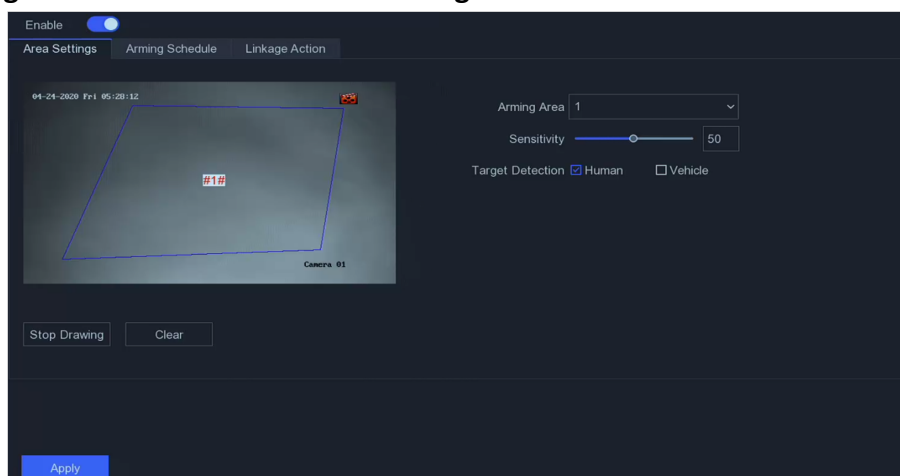 Enable
Area Settings Arming Schedule Linkage Action
04-24-2020 Fri 05:28:12
Arming Area 1
Sensitivity 50
Target Detection Human Vehicle
#1#
Camera 01
Stop Drawing Clear
Apply